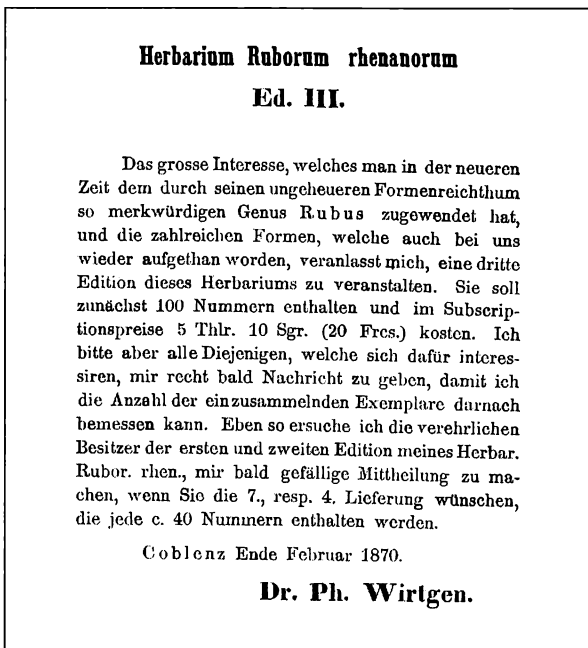 Herbarium Ruborum rhenanorum
Ed. III.
Das grosse Interesse, welches man in der neueren
Zeit dem durch seinen ungeheueren Formenreichthum
so merkwürdigen Genus Rubus zugewendet hat,
und die zahlreichen Formen, welche auch bei uns
wieder aufgethan worden, veranlasst mich, eine dritte
Edition dieses Herbariums zu veranstalten. Sie soll
zunächst 100 Nummern enthalten und im Subscrip-
tionspreise 5 Thlr. 10 Sgr. (20 Frcs.) kosten. Ich
bitte aber alle Diejenigen, welche sich dafür interes-
siren, mir recht bald Nachricht zu geben, damit ich
die Anzahl der einzusammelnden Exemplare darnach
bemessen kann. Eben so ersuche ich die verehrlichen
Besitzer der ersten und zweiten Edition meines Herbar.
Rubor. rhen., mir bald gefällige Mittheilung zu ma-
chen, wenn Sie die 7., resp. 4. Lieferung wünschen,
die jede c. 40 Nummern enthalten werden.
Coblenz Ende Februar 1870.
Dr. Ph. Wirtgen.